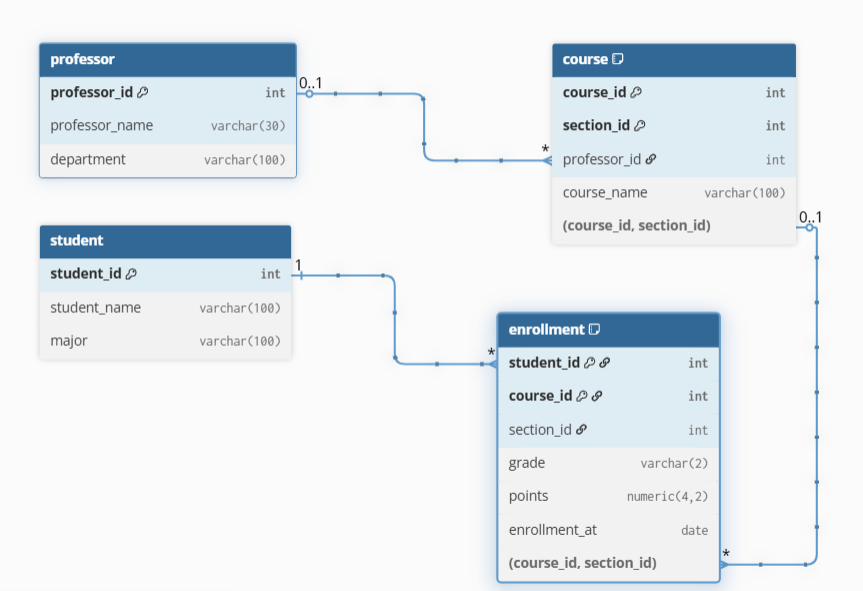 professor
professor_id int
professor_name varchar(30)
department varchar(100)
0..1
*
course
course_id int
section_id int
professor_id int
course_name varchar(100)
(course_id, section_id)
0..1
student
student_id int
student_name varchar(100)
major varchar(100)
1
*
enrollment
student_id int
course_id int
section_id int
grade varchar(2)
points numeric(4,2)
enrollment_at date
(course_id, section_id)
*